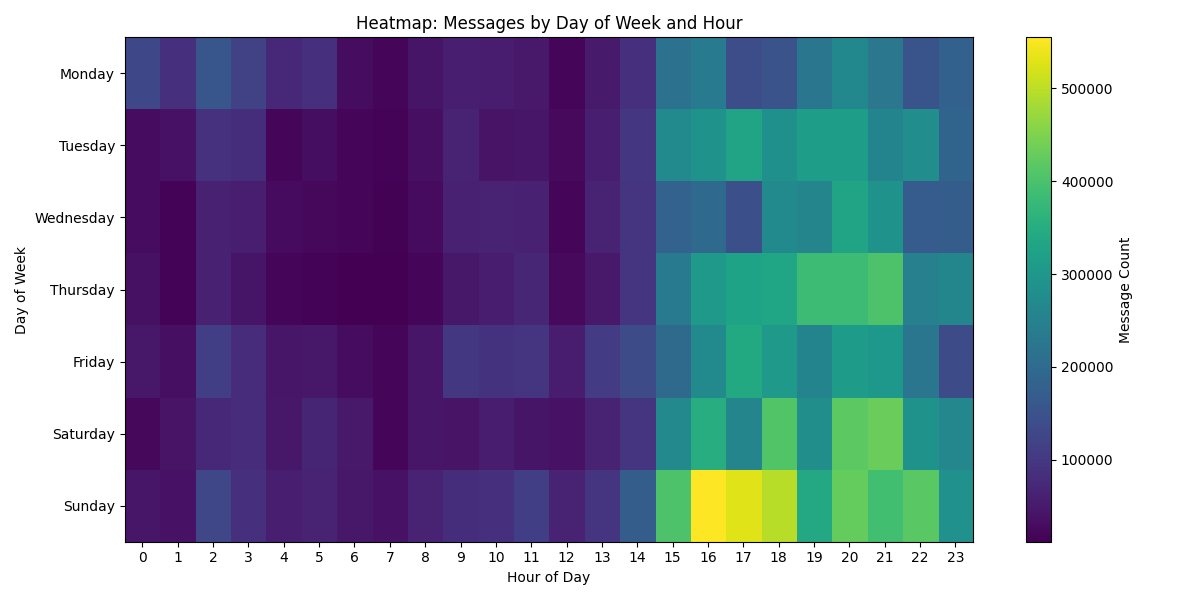 Heatmap: Messages by Day of Week and Hour
Monday
Tuesday
Wednesday
Thursday
Friday
Saturday
Sunday
Day of Week
0 1 2 3 4 5 6 7 8 9 10 11 12 13 14 15 16 17 18 19 20 21 22 23
Hour of Day
500000
400000
300000
200000
100000
Message Count